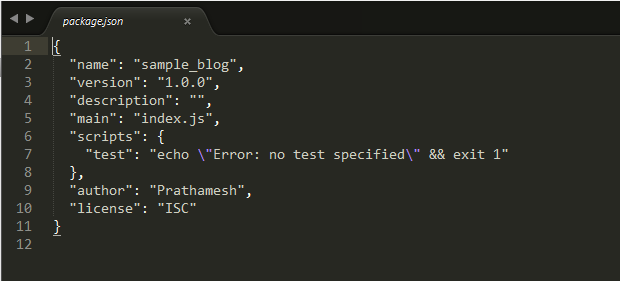 package.json ×
1 {
2   "name": "sample_blog",
3   "version": "1.0.0",
4   "description": "",
5   "main": "index.js",
6   "scripts": {
7     "test": "echo \"Error: no test specified\" && exit 1"
8   },
9   "author": "Prathamesh",
10   "license": "ISC"
11 }
12